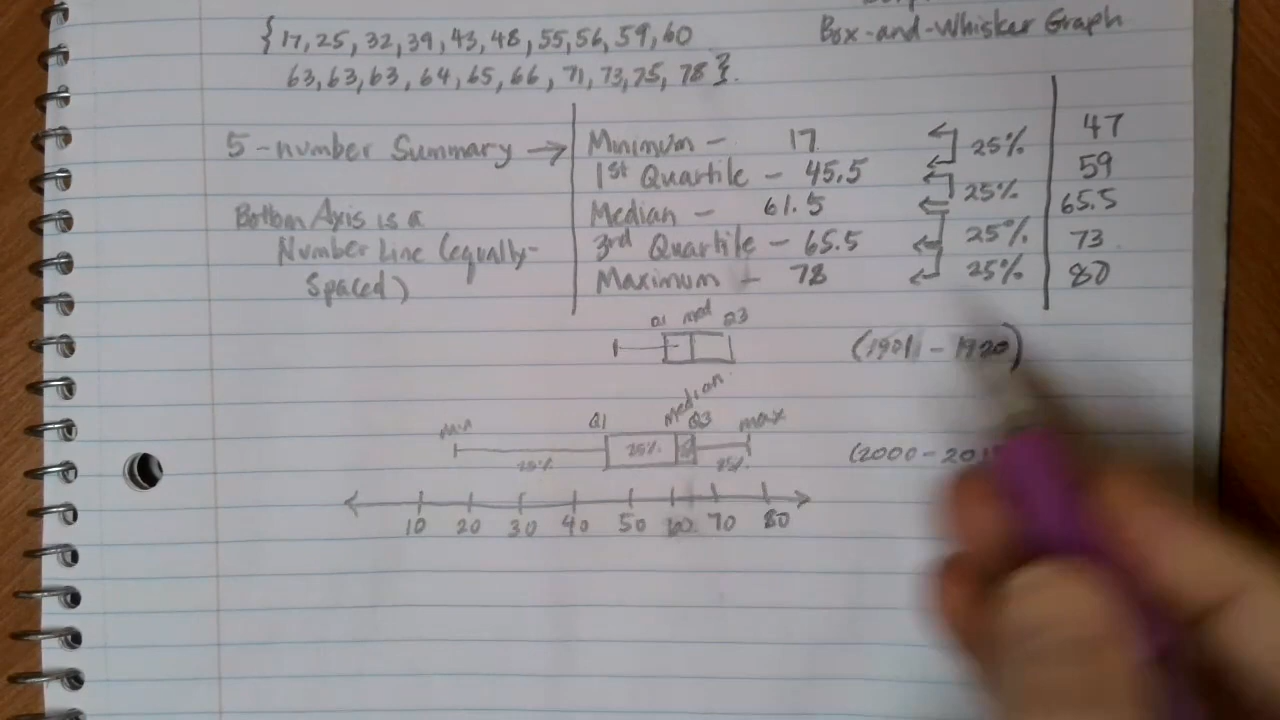 Box-and-Whisker Graph
{17, 25, 32, 39, 43, 48, 55, 56, 59, 60
63, 63, 63, 64, 65, 66, 71, 73, 75, 78}.
5-number Summary →
Minimum - 17
25%
47
1st Quartile - 45.5
25%
59
Bottom Axis is a
Number Line (equally-
Spaced)
Median - 61.5
65.5
3rd Quartile - 65.5
25%
73
Maximum - 78
25%
80
Q1 med Q3
(1901 - 1920)
Min Q1 Median Q3 max
25% 25% 25%
(2000 - 201
10 20 30 40 50 60 70 80